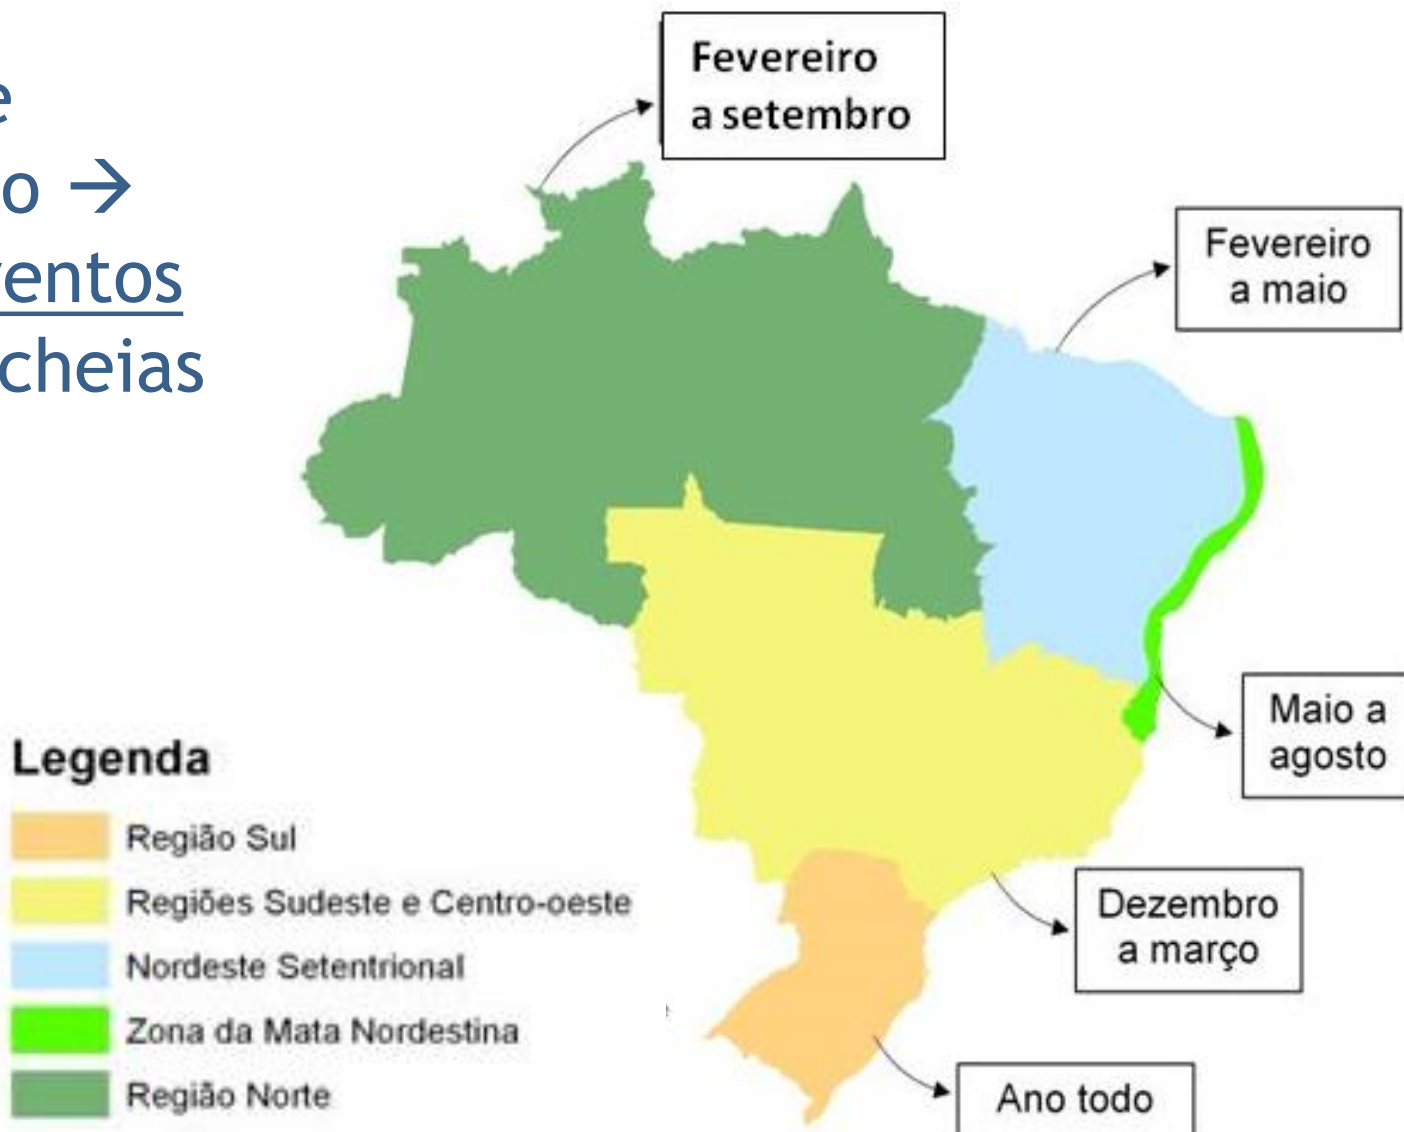 e
o →
ventos
cheias
Fevereiro
a setembro
Fevereiro
a maio
Maio a
agosto
Dezembro
a março
Ano todo
Legenda
Região Sul
Regiões Sudeste e Centro-oeste
Nordeste Setentrional
Zona da Mata Nordestina
Região Norte